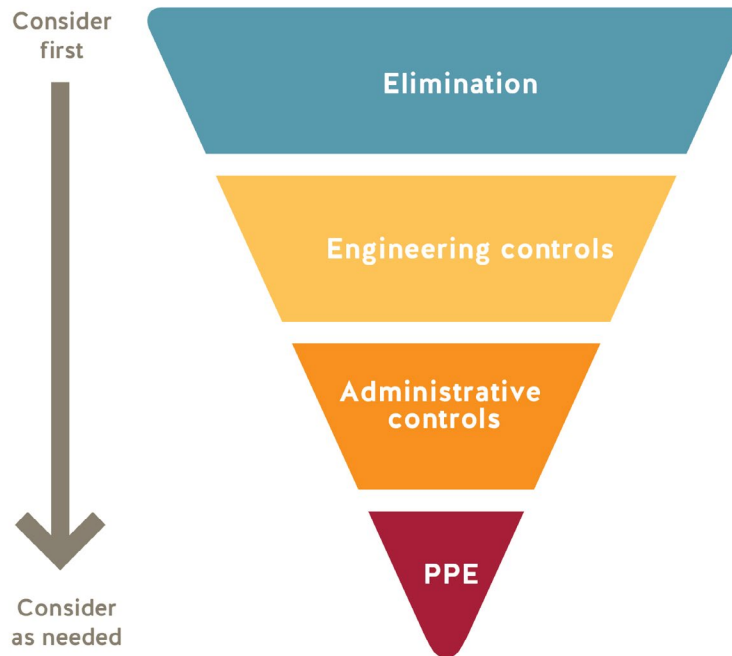 Consider
first
Elimination
Engineering controls
Administrative
controls
PPE
Consider
as needed